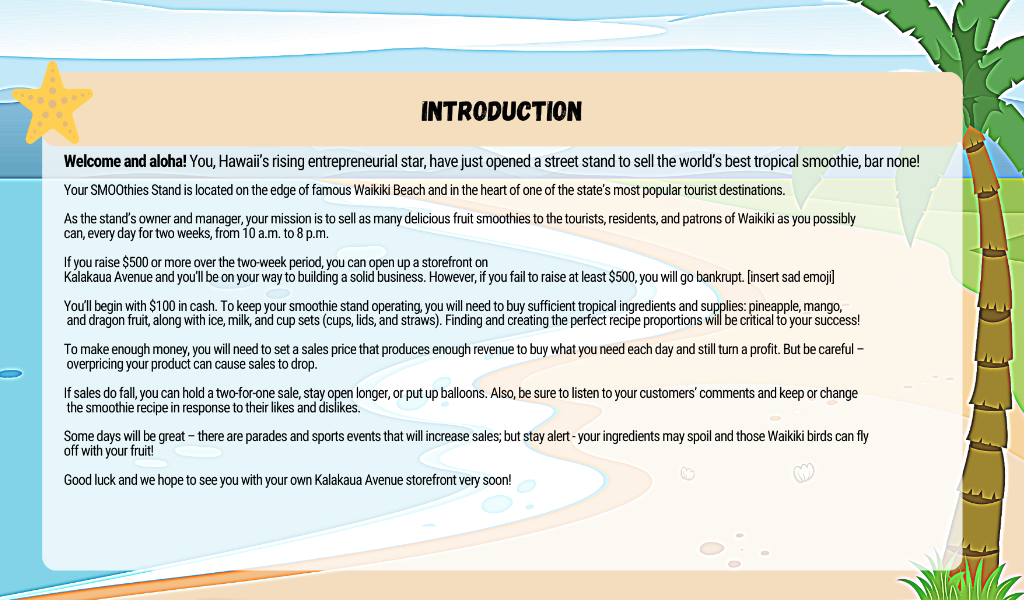 INTRODUCTION
Welcome and aloha! You, Hawaii's rising entrepreneurial star, have just opened a street stand to sell the world's best tropical smoothie, bar none!
Your SMOOthies Stand is located on the edge of famous Waikiki Beach and in the heart of one of the state's most popular tourist destinations.
As the stand's owner and manager, your mission is to sell as many delicious fruit smoothies to the tourists, residents, and patrons of Waikiki as you possibly
can, every day for two weeks, from 10 a.m. to 8 p.m.
If you raise $500 or more over the two-week period, you can open up a storefront on
Kalakaua Avenue and you'll be on your way to building a solid business. However, if you fail to raise at least $500, you will go bankrupt. [insert sad emoji]
You'll begin with $100 in cash. To keep your smoothie stand operating, you will need to buy sufficient tropical ingredients and supplies: pineapple, mango,
and dragon fruit, along with ice, milk, and cup sets (cups, lids, and straws). Finding and creating the perfect recipe proportions will be critical to your success!
To make enough money, you will need to set a sales price that produces enough revenue to buy what you need each day and still turn a profit. But be careful –
overpricing your product can cause sales to drop.
If sales do fall, you can hold a two-for-one sale, stay open longer, or put up balloons. Also, be sure to listen to your customers' comments and keep or change
the smoothie recipe in response to their likes and dislikes.
Some days will be great – there are parades and sports events that will increase sales; but stay alert - your ingredients may spoil and those Waikiki birds can fly
off with your fruit!
Good luck and we hope to see you with your own Kalakaua Avenue storefront very soon!